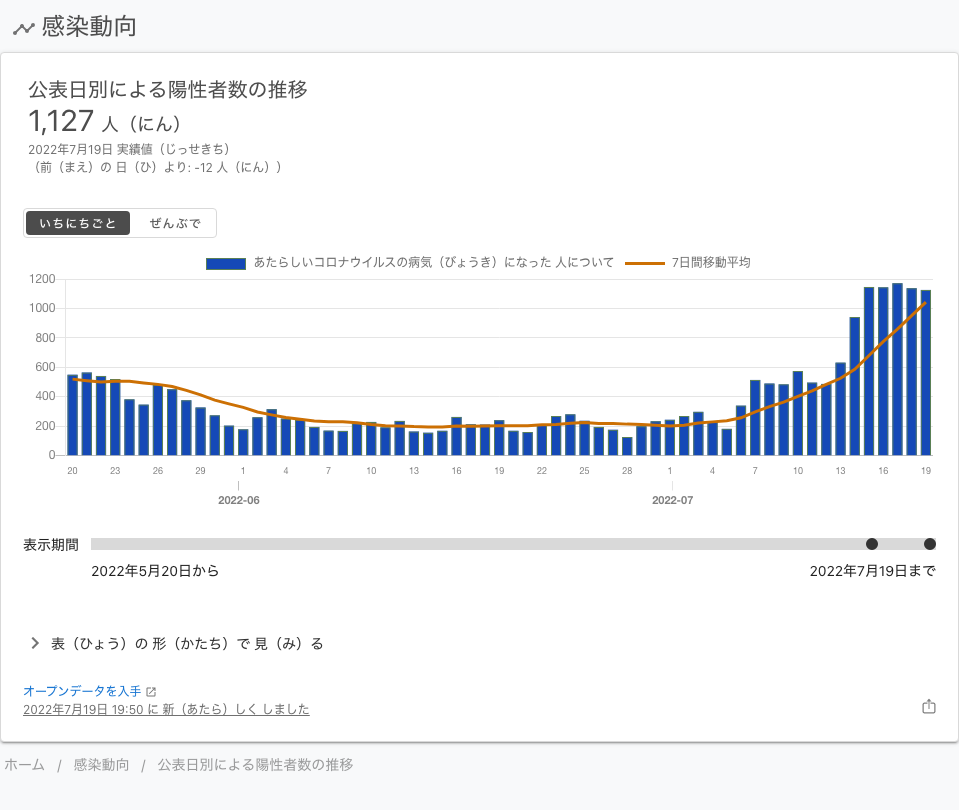 感染動向
公表日別による陽性者数の推移
1,127 人（にん）
2022年7月19日 実績値（じっせきち）
（前（まえ）の 日（ひ）より: -12 人（にん））
いちにちごと ぜんぶで
あたらしいコロナウイルスの病気（びょうき）になった 人について 7日間移動平均
1200
1000
800
600
400
200
0
20 23 26 29 1 4 7 10 13 16 19 22 25 28 1 4 7 10 13 16 19
2022-06 2022-07
表示期間
2022年5月20日から 2022年7月19日まで
表（ひょう）の 形（かたち）で 見（み）る
オープンデータを入手
2022年7月19日 19:50 に 新（あたら）しく しました
ホーム / 感染動向 / 公表日別による陽性者数の推移